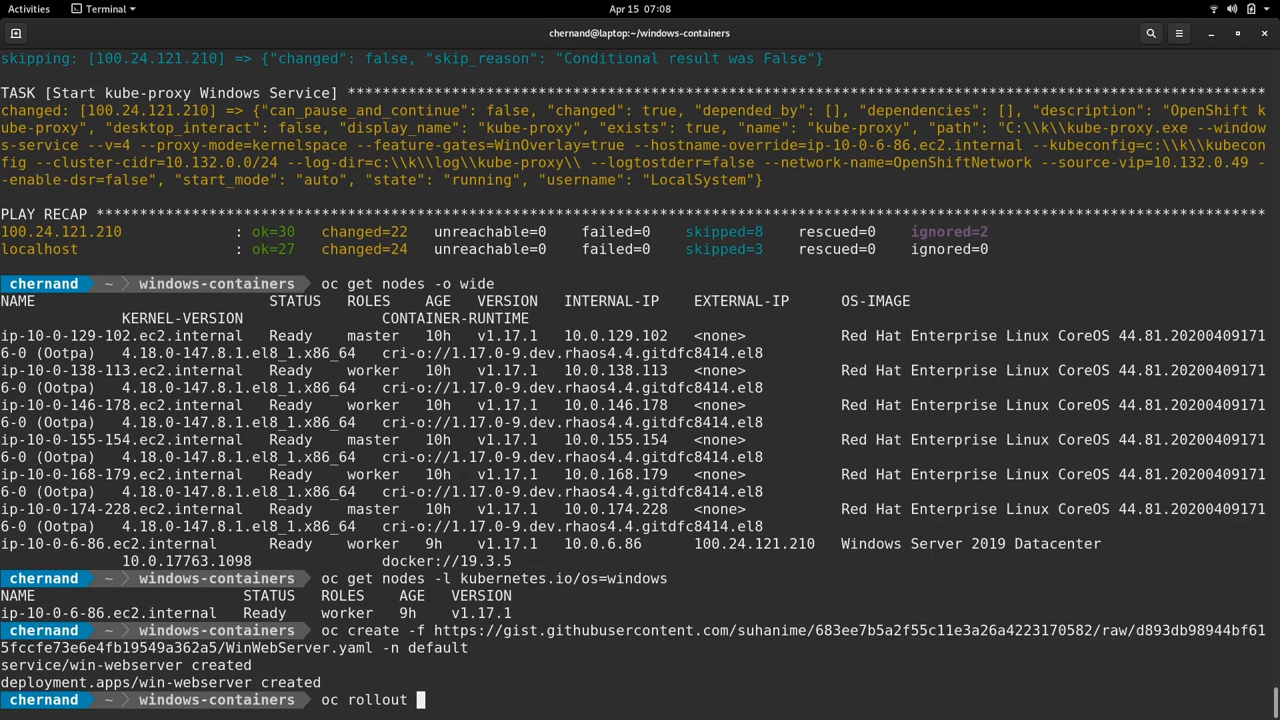 Activities
Terminal
Apr 15 07:08
chernand@laptop:~/windows-containers
skipping: [100.24.121.210] => {"changed": false, "skip_reason": "Conditional result was False"}
TASK [Start kube-proxy Windows Service] **********************************************************************************************************
changed: [100.24.121.210] => {"can_pause_and_continue": false, "changed": true, "depended_by": [], "dependencies": [], "description": "OpenShift k
ube-proxy", "desktop_interact": false, "display_name": "kube-proxy", "exists": true, "name": "kube-proxy", "path": "C:\\k\\kube-proxy.exe --window
s-service --v=4 --proxy-mode=kernelspace --feature-gates=WinOverlay=true --hostname-override=ip-10-0-6-86.ec2.internal --kubeconfig=c:\\k\\kubecon
fig --cluster-cidr=10.132.0.0/24 --log-dir=c:\\k\\log\\kube-proxy\\ --logtostderr=false --network-name=OpenShiftNetwork --source-vip=10.132.0.49 -
-enable-dsr=false", "start_mode": "auto", "state": "running", "username": "LocalSystem"}
PLAY RECAP ***************************************************************************************************************************************
100.24.121.210 : ok=30 changed=22 unreachable=0 failed=0 skipped=8 rescued=0 ignored=2
localhost : ok=27 changed=24 unreachable=0 failed=0 skipped=3 rescued=0 ignored=0
chernand ~ windows-containers oc get nodes -o wide
NAME STATUS ROLES AGE VERSION INTERNAL-IP EXTERNAL-IP OS-IMAGE
KERNEL-VERSION CONTAINER-RUNTIME
ip-10-0-129-102.ec2.internal Ready master 10h v1.17.1 10.0.129.102 <none> Red Hat Enterprise Linux CoreOS 44.81.20200409171
6-0 (Ootpa) 4.18.0-147.8.1.el8_1.x86_64 cri-o://1.17.0-9.dev.rhaos4.4.gitdfc8414.el8
ip-10-0-138-113.ec2.internal Ready worker 10h v1.17.1 10.0.138.113 <none> Red Hat Enterprise Linux CoreOS 44.81.20200409171
6-0 (Ootpa) 4.18.0-147.8.1.el8_1.x86_64 cri-o://1.17.0-9.dev.rhaos4.4.gitdfc8414.el8
ip-10-0-146-178.ec2.internal Ready worker 10h v1.17.1 10.0.146.178 <none> Red Hat Enterprise Linux CoreOS 44.81.20200409171
6-0 (Ootpa) 4.18.0-147.8.1.el8_1.x86_64 cri-o://1.17.0-9.dev.rhaos4.4.gitdfc8414.el8
ip-10-0-155-154.ec2.internal Ready master 10h v1.17.1 10.0.155.154 <none> Red Hat Enterprise Linux CoreOS 44.81.20200409171
6-0 (Ootpa) 4.18.0-147.8.1.el8_1.x86_64 cri-o://1.17.0-9.dev.rhaos4.4.gitdfc8414.el8
ip-10-0-168-179.ec2.internal Ready worker 10h v1.17.1 10.0.168.179 <none> Red Hat Enterprise Linux CoreOS 44.81.20200409171
6-0 (Ootpa) 4.18.0-147.8.1.el8_1.x86_64 cri-o://1.17.0-9.dev.rhaos4.4.gitdfc8414.el8
ip-10-0-174-228.ec2.internal Ready master 10h v1.17.1 10.0.174.228 <none> Red Hat Enterprise Linux CoreOS 44.81.20200409171
6-0 (Ootpa) 4.18.0-147.8.1.el8_1.x86_64 cri-o://1.17.0-9.dev.rhaos4.4.gitdfc8414.el8
ip-10-0-6-86.ec2.internal Ready worker 9h v1.17.1 10.0.6.86 100.24.121.210 Windows Server 2019 Datacenter
10.0.17763.1098 docker://19.3.5
chernand ~ windows-containers oc get nodes -l kubernetes.io/os=windows
NAME STATUS ROLES AGE VERSION
ip-10-0-6-86.ec2.internal Ready worker 9h v1.17.1
chernand ~ windows-containers oc create -f https://gist.githubusercontent.com/suhanime/683ee7b5a2f55c11e3a26a4223170582/raw/d893db98944bf61
5fccfe73e6e4fb19549a362a5/WinWebServer.yaml -n default
service/win-webserver created
deployment.apps/win-webserver created
chernand ~ windows-containers oc rollout